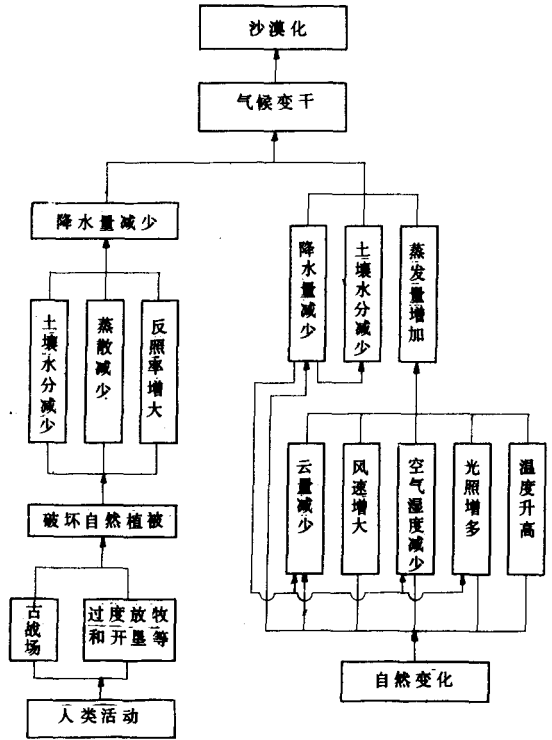 沙漠化
气候变干
降水量减少
降水量减少
土壤水分减少
蒸发量增加
土壤水分减少
蒸散减少
反照率增大
云量减少
风速增大
空气湿度减少
光照增多
温度升高
破坏自然植被
古战场
过度放牧
和开垦等
自然变化
人类活动